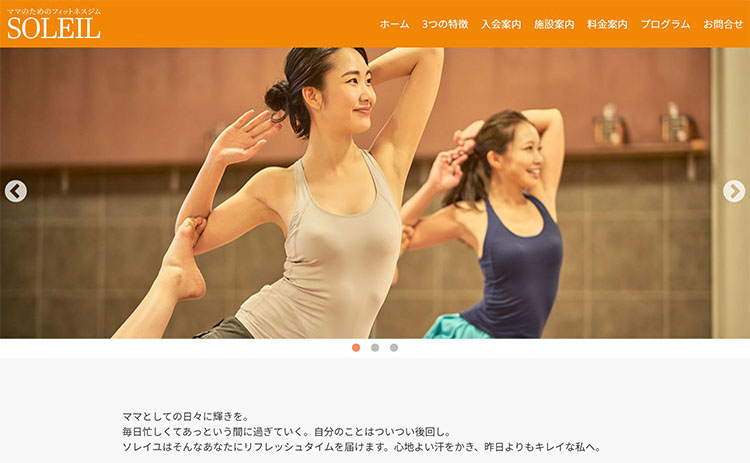 ママのためのフィットネスジム
SOLEIL
ホーム 3つの特徴 入会案内 施設案内 料金案内 プログラム お問合せ
ママとしての日々に輝きを。
毎日忙しくてあっという間に過ぎていく。自分のことはついつい後回し。
ソレイユはそんなあなたにリフレッシュタイムを届けます。心地よい汗をかき、昨日よりもキレイな私へ。